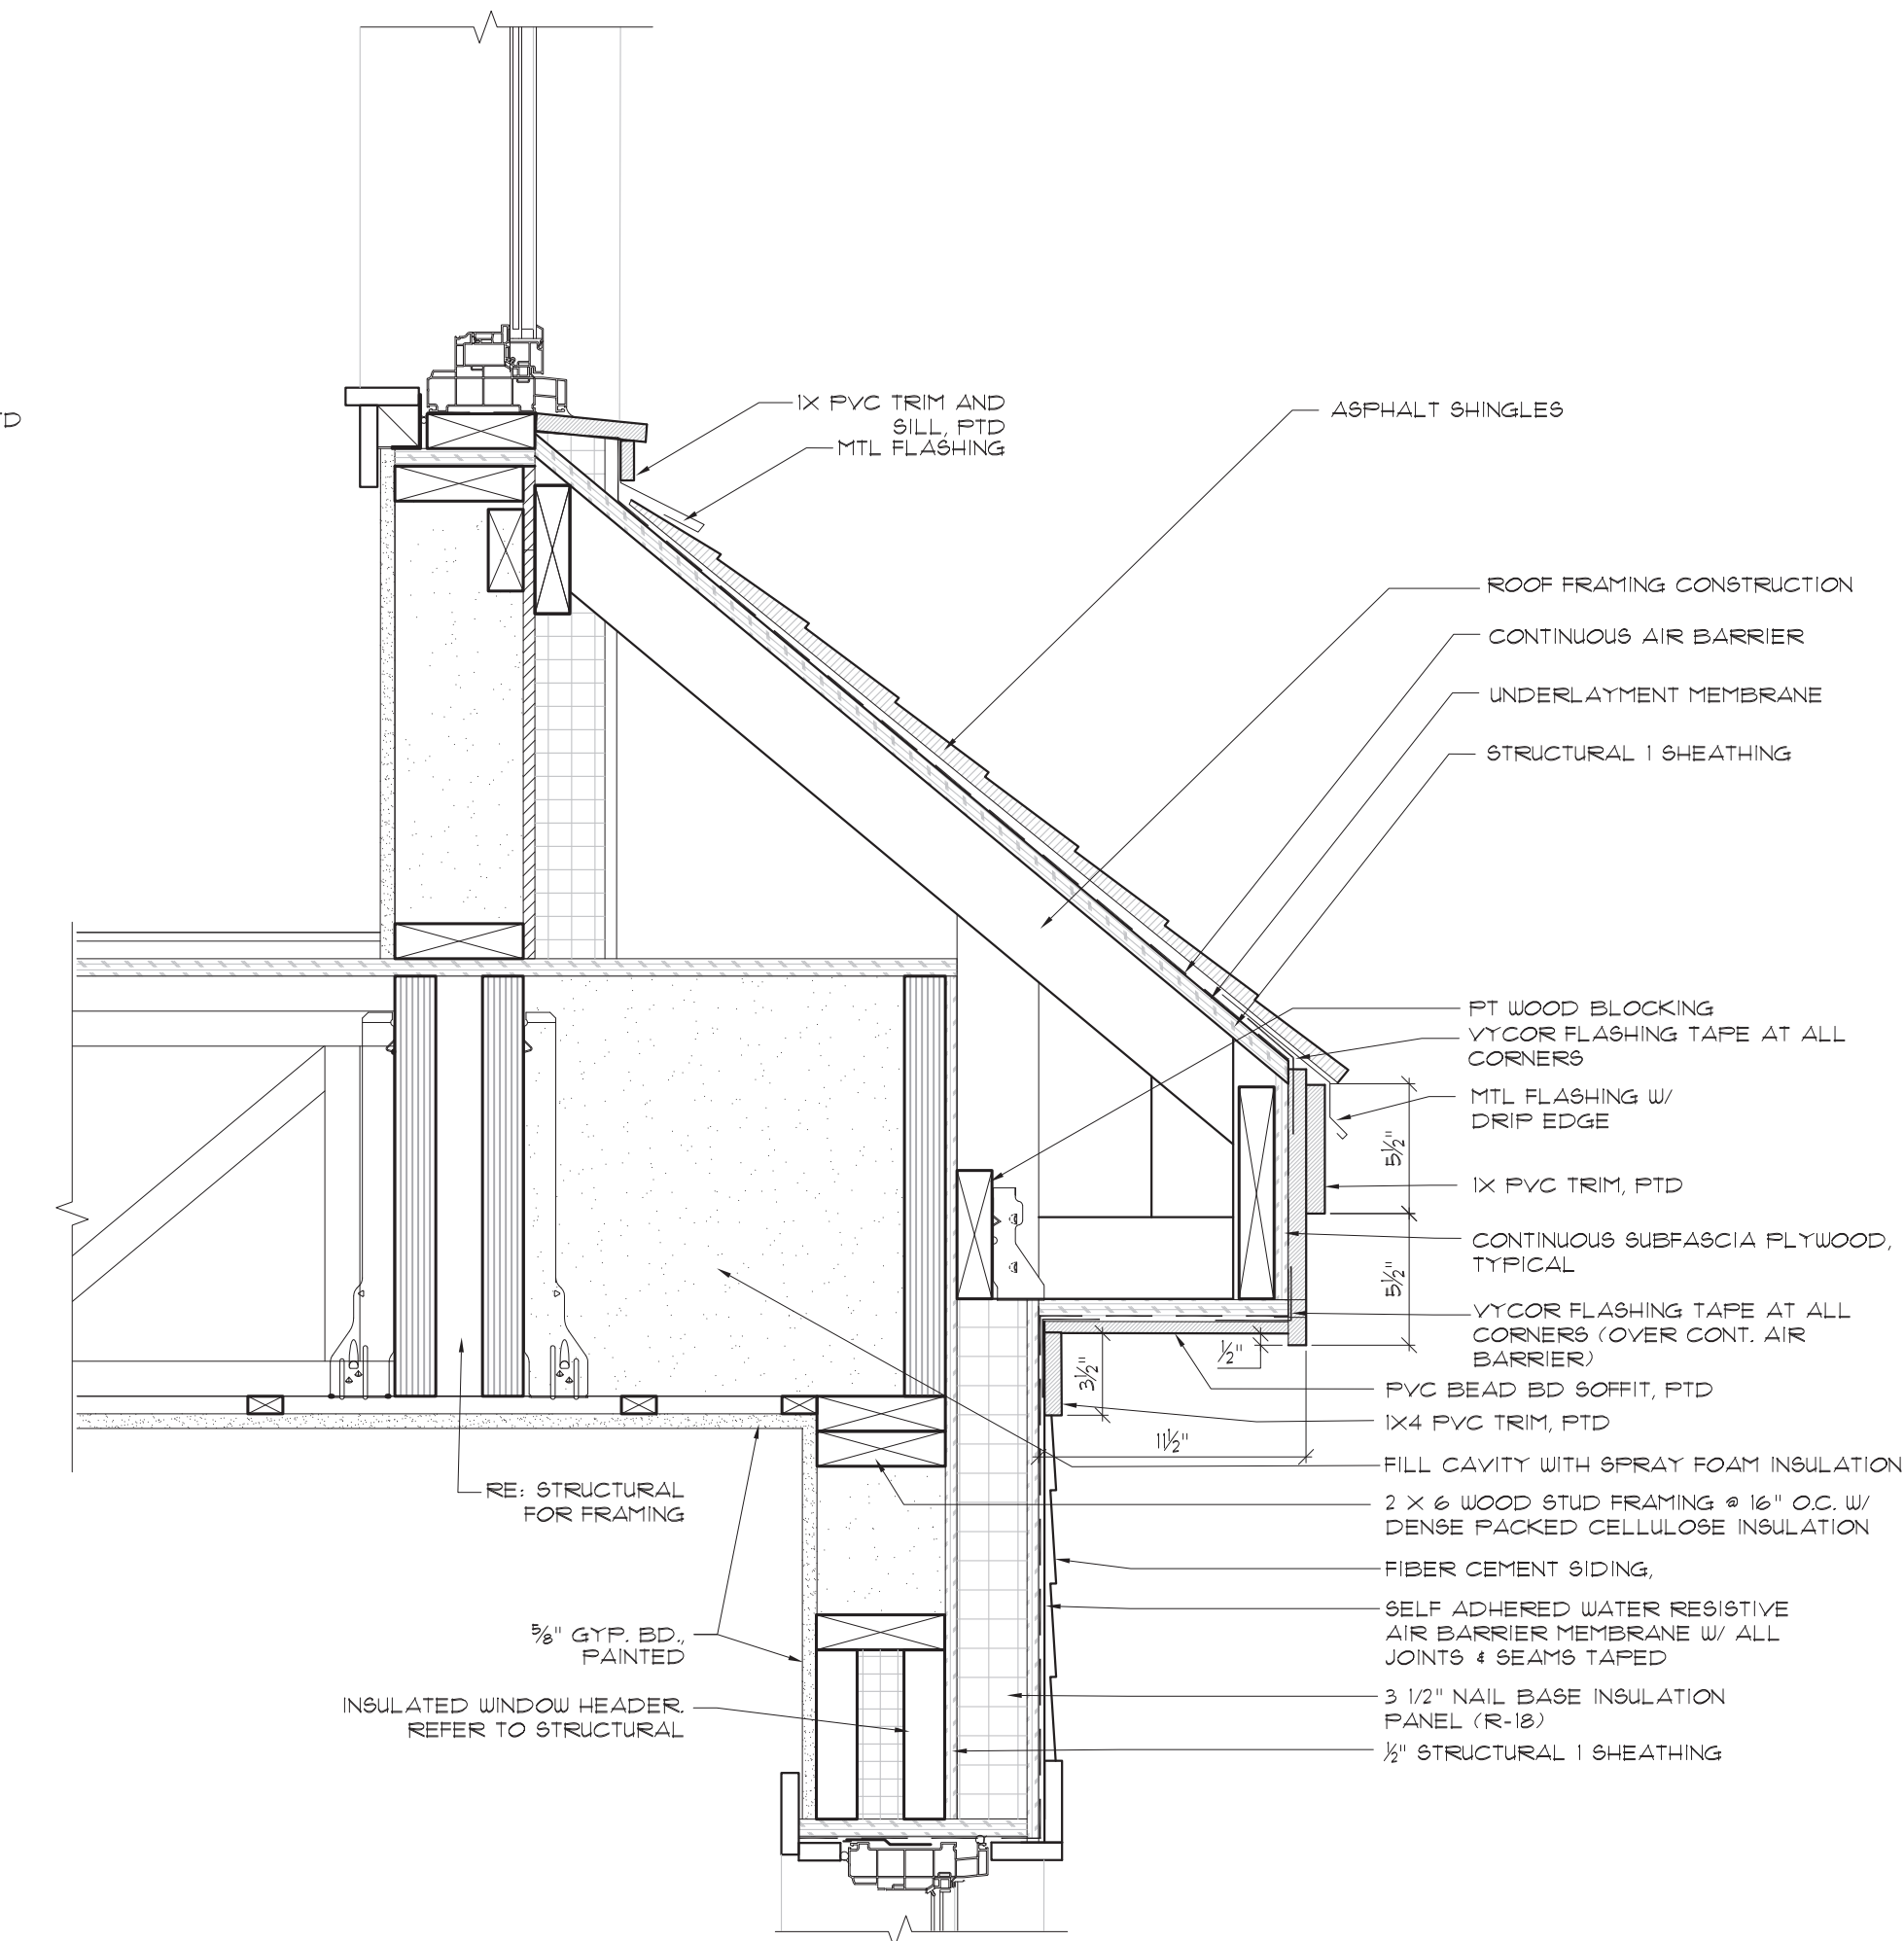 TD
1X PVC TRIM AND
SILL, PTD
MTL FLASHING
ASPHALT SHINGLES
ROOF FRAMING CONSTRUCTION
CONTINUOUS AIR BARRIER
UNDERLAYMENT MEMBRANE
STRUCTURAL 1 SHEATHING
PT WOOD BLOCKING
VYCOR FLASHING TAPE AT ALL
CORNERS
MTL FLASHING W/
DRIP EDGE
5½"
1X PVC TRIM, PTD
CONTINUOUS SUBFASCIA PLYWOOD,
TYPICAL
5½"
VYCOR FLASHING TAPE AT ALL
CORNERS (OVER CONT. AIR
BARRIER)
½"
3½"
PVC BEAD BD SOFFIT, PTD
1X4 PVC TRIM, PTD
11½"
FILL CAVITY WITH SPRAY FOAM INSULATION
2 X 6 WOOD STUD FRAMING @ 16" O.C. W/
DENSE PACKED CELLULOSE INSULATION
FIBER CEMENT SIDING,
SELF ADHERED WATER RESISTIVE
AIR BARRIER MEMBRANE W/ ALL
JOINTS & SEAMS TAPED
3 1/2" NAIL BASE INSULATION
PANEL (R-18)
½" STRUCTURAL 1 SHEATHING
RE: STRUCTURAL
FOR FRAMING
⅝" GYP. BD.,
PAINTED
INSULATED WINDOW HEADER.
REFER TO STRUCTURAL